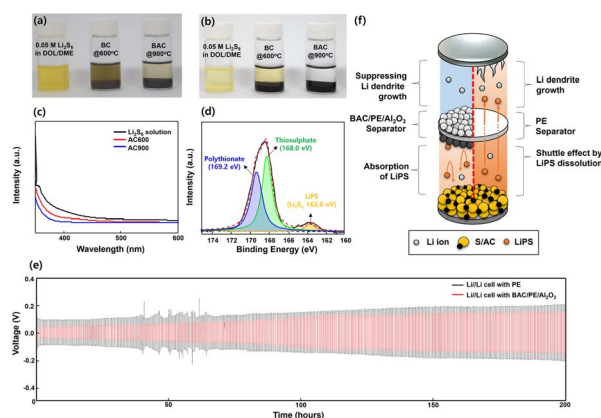 (a)
0.05 M Li₂S₆
in DOL/DME
BC
@600°C
BAC
@900°C
(b)
0.05 M Li₂S₆
in DOL/DME
BC
@600°C
BAC
@900°C
(c)
Intensity (a.u.)
Li₂S₆ solution
AC600
AC900
400
500
600
Wavelength (nm)
(d)
Intensity (a.u.)
Thiosulphate
(168.0 eV)
Polythionate
(169.2 eV)
LiPS
163.6 eV)
174
172
170
168
166
164
162
160
Binding Energy (eV)
(e)
Voltage (V)
0.4
0.2
0.0
-0.2
Li//Li cell with PE
Li//Li cell with BAC/PE/Al₂O₃
0
50
100
150
200
Time (hours)
(f)
Suppressing
Li dendrite
growth
BAC/PE/Al₂O₃
Separator
Absorption
of LiPS
Li dendrite
growth
PE
Separator
Shuttle effect by
LiPS dissolution
Li ion
S/AC
LiPS